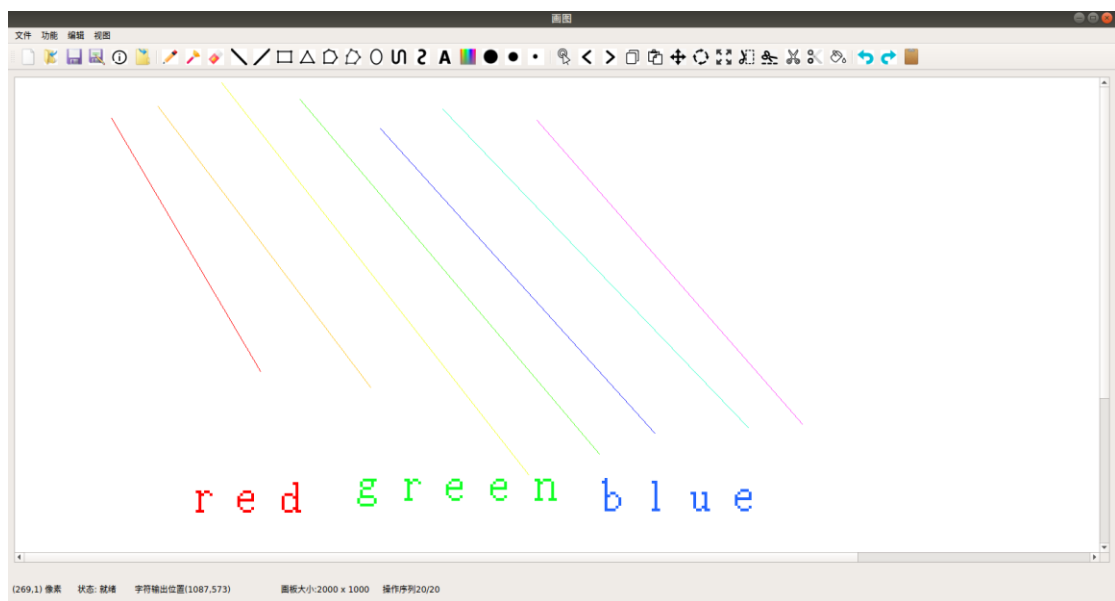 画图
文件 功能 编辑 视图
A
red green blue
(269,1) 像素 状态: 就绪 字符输出位置(1087,573) 画板大小:2000 x 1000 操作序列20/20